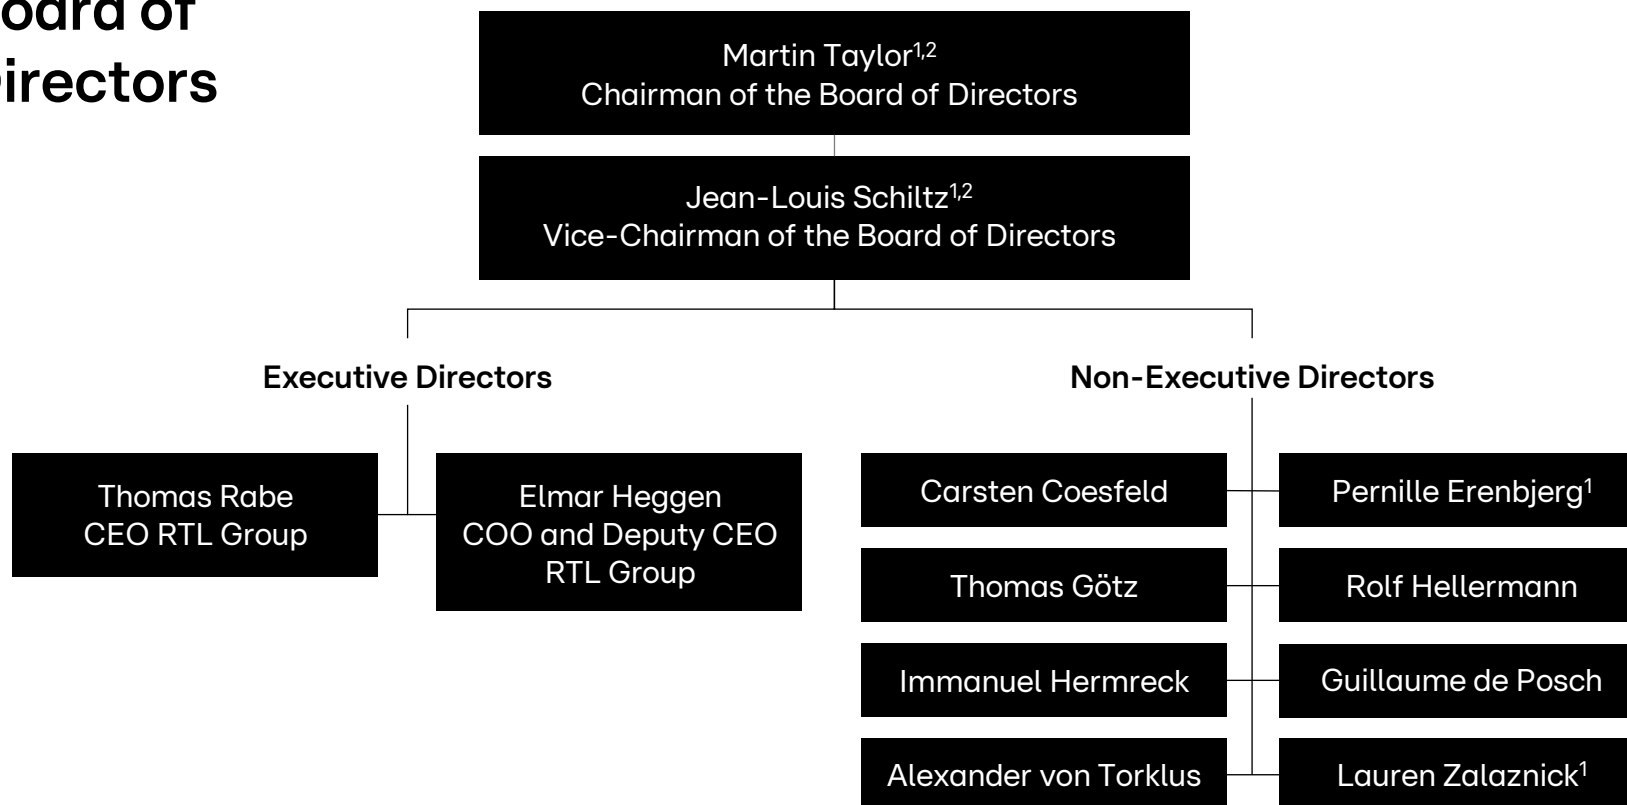 oard of
irectors
Martin Taylor1,2
Chairman of the Board of Directors
Jean-Louis Schiltz1,2
Vice-Chairman of the Board of Directors
Executive Directors
Non-Executive Directors
Thomas Rabe
CEO RTL Group
Elmar Heggen
COO and Deputy CEO
RTL Group
Carsten Coesfeld
Pernille Erenbjerg1
Thomas Götz
Rolf Hellermann
Immanuel Hermreck
Guillaume de Posch
Alexander von Torklus
Lauren Zalaznick1